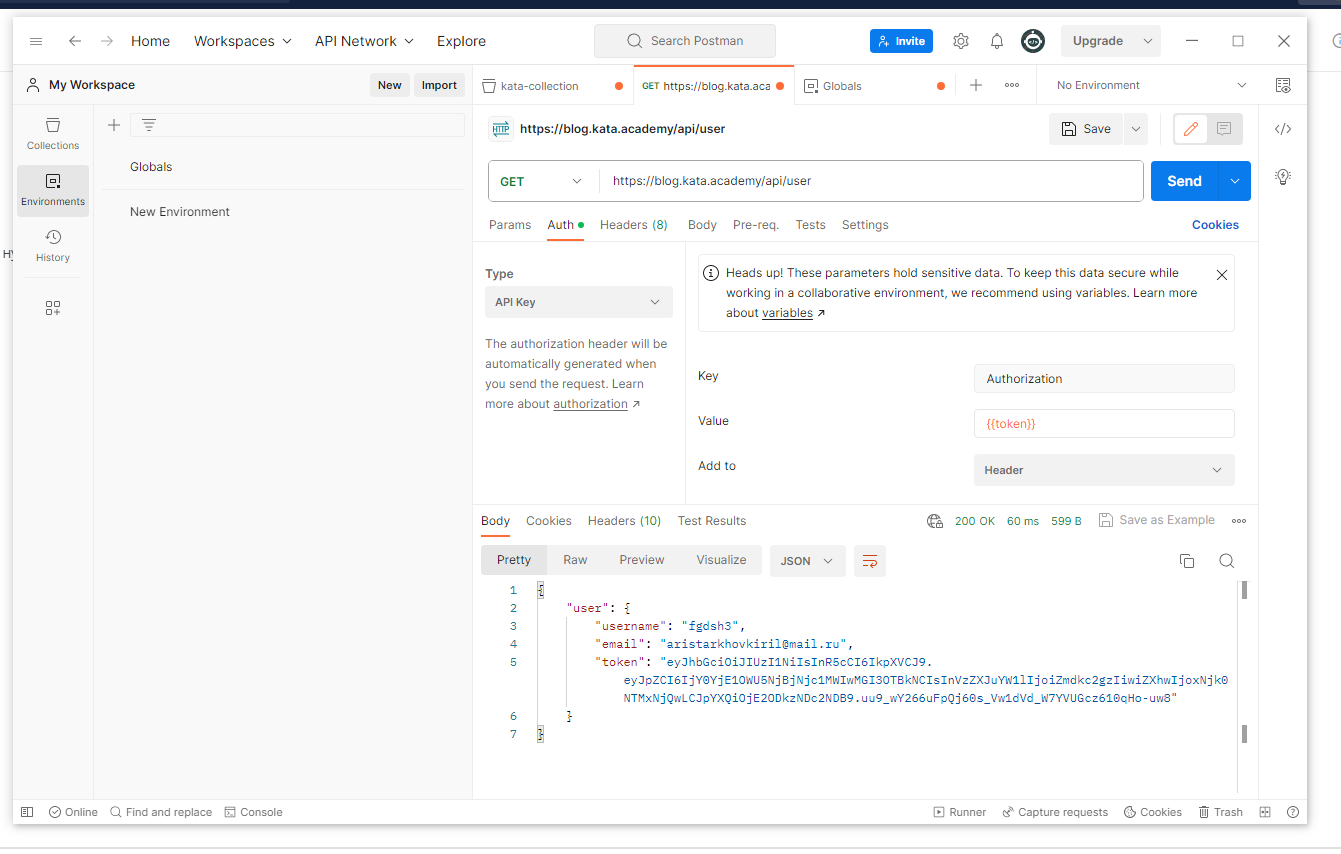 Home Workspaces API Network Explore Search Postman Invite Upgrade
My Workspace New Import kata-collection GET https://blog.kata.aca Globals No Environment
Collections
Environments
History
Globals
New Environment
HTTP https://blog.kata.academy/api/user Save
GET https://blog.kata.academy/api/user Send
Params Auth Headers (8) Body Pre-req. Tests Settings Cookies
Type
API Key
The authorization header will be
automatically generated when
you send the request. Learn
more about authorization ↗
Heads up! These parameters hold sensitive data. To keep this data secure while
working in a collaborative environment, we recommend using variables. Learn more
about variables ↗
Key Authorization
Value {{token}}
Add to Header
Body Cookies Headers (10) Test Results 200 OK 60 ms 599 B Save as Example
Pretty Raw Preview Visualize JSON
1 {
2 "user": {
3 "username": "fgdsh3",
4 "email": "aristarkhovkiril@mail.ru",
5 "token": "eyJhbGciOiJIUzI1NiIsInR5cCI6IkpXVCJ9.
eyJpZCI6IjY0YjE1OWU5NjBjNjc1MWIwMGI3OTBkNCIsInVzZXJuYW1lIjoiZmdkc2gzIiwiZXhwIjoxNjk0
NTMxNjQwLCJpYXQiOjE2ODkzNDc2NDB9.uu9_wY266uFpQj60s_Vw1dVd_W7YVUGcz610qHo-uw8"
6 }
7 }
Online Find and replace Console Runner Capture requests Cookies Trash